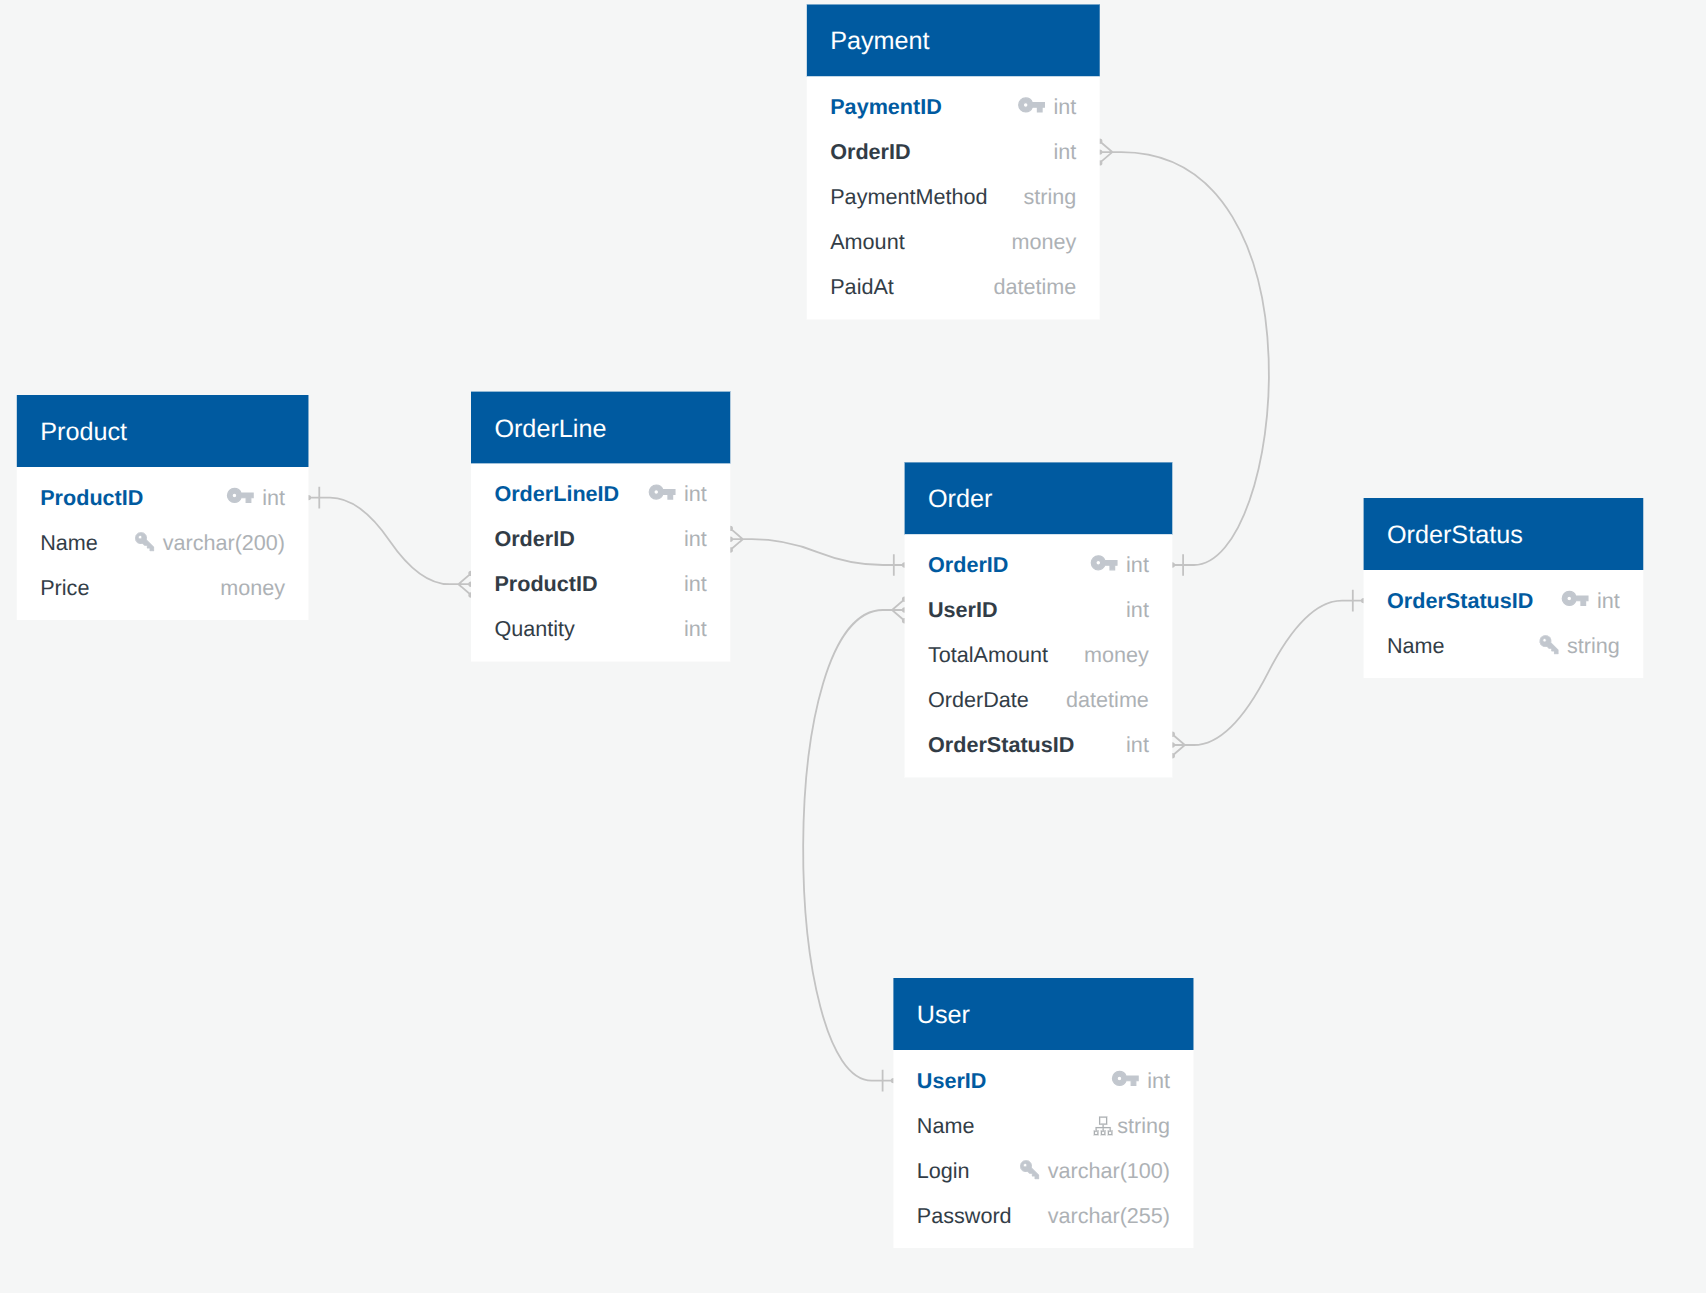 Payment
PaymentID int
OrderID int
PaymentMethod string
Amount money
PaidAt datetime
Product
ProductID int
Name varchar(200)
Price money
OrderLine
OrderLineID int
OrderID int
ProductID int
Quantity int
Order
OrderID int
UserID int
TotalAmount money
OrderDate datetime
OrderStatusID int
OrderStatus
OrderStatusID int
Name string
User
UserID int
Name string
Login varchar(100)
Password varchar(255)